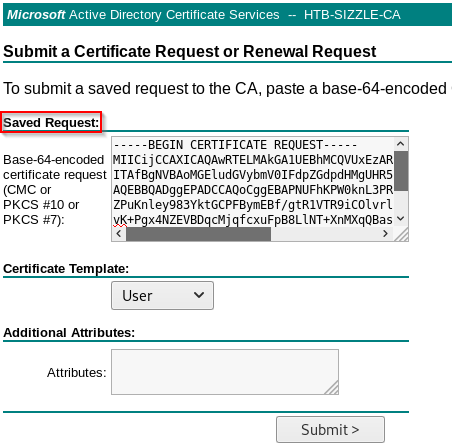 Microsoft Active Directory Certificate Services -- HTB-SIZZLE-CA
Submit a Certificate Request or Renewal Request
To submit a saved request to the CA, paste a base-64-encoded
Saved Request:
Base-64-encoded
certificate request
(CMC or
PKCS #10 or
PKCS #7):
-----BEGIN CERTIFICATE REQUEST-----
MIICijCCAXICAQAwRTELMAkGA1UEBhMCQVUxEzAR
ITAfBgNVBAoMGEludGVybmV0IFdpZGdpdHMgUHR5
AQEBBQADggEPADCCAQoCggEBAPNUFhKPW0knL3PR
ZPuKnley983YktGCPFBymEBf/gtR1VTR9iCOlvrl
vK+Pgx4NZEVBDqcMjqfcxuFpB8LlNT+XnMXqQBas
Certificate Template:
User
Additional Attributes:
Attributes:
Submit >